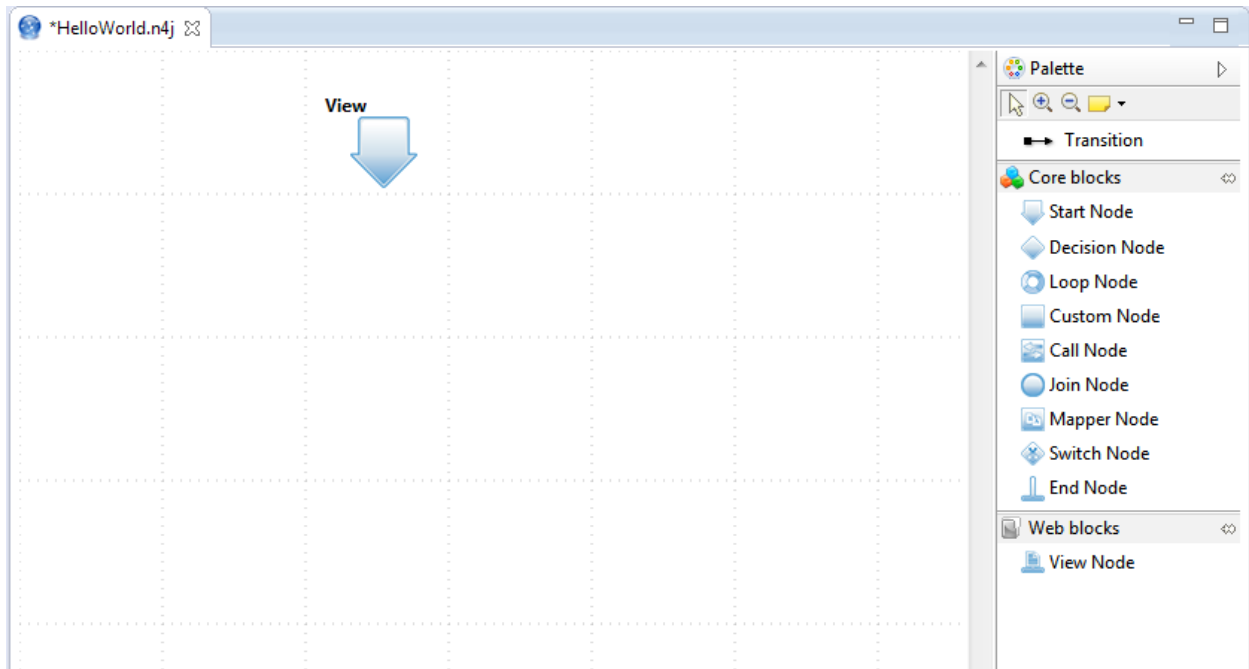 *HelloWorld.n4j
View
Palette
Transition
Core blocks
Start Node
Decision Node
Loop Node
Custom Node
Call Node
Join Node
Mapper Node
Switch Node
End Node
Web blocks
View Node